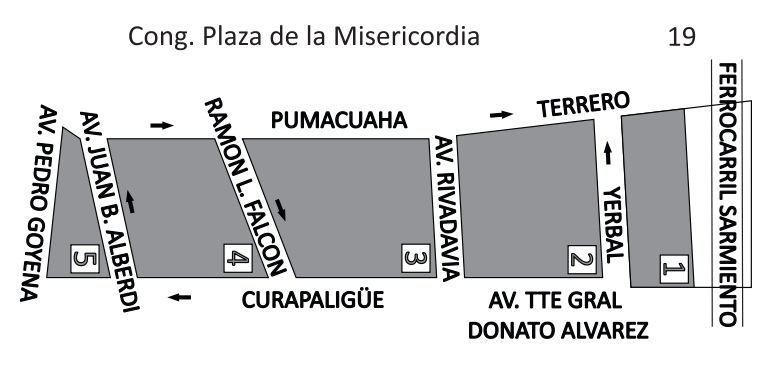 Cong. Plaza de la Misericordia
19
FERROCARRIL SARMIENTO
TERRERO
PUMACUAHA
RAMON L. FALCON
AV. JUAN B. ALBERDI
AV. PEDRO GOYENA
AV. RIVADAVIA
YERBAL
5
4
3
2
1
CURAPALIGÜE
AV. TTE GRAL
DONATO ALVAREZ